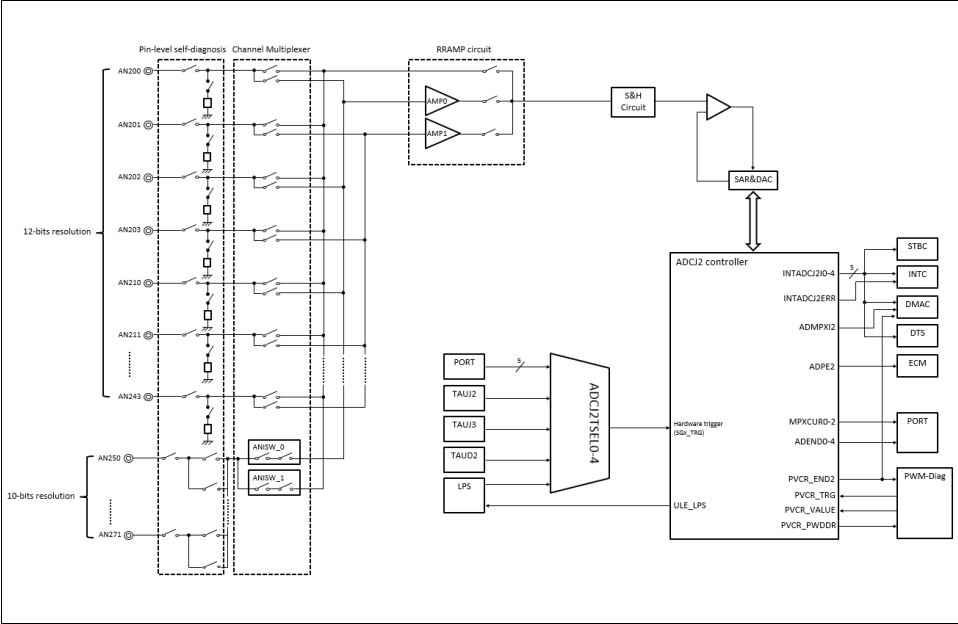 Pin-level self-diagnosis
Channel Multiplexer
RRAMP circuit
AN200
AN201
AN202
AN203
AN210
AN211
AN243
AN250
AN271
12-bits resolution
10-bits resolution
ANISW_0
ANISW_1
AMP0
AMP1
S&H
Circuit
SAR&DAC
ADCJ2 controller
INTADCJ2I0-4
5
INTADCJ2ERR
ADMPXI2
ADPE2
MPXCUR0-2
ADEND0-4
PVCR_END2
PVCR_TRG
PVCR_VALUE
PVCR_PWDDR
Hardware trigger
(SGx_TRG)
ULE_LPS
STBC
INTC
DMAC
DTS
ECM
PORT
PWM-Diag
PORT
5
TAUJ2
TAUJ3
TAUD2
LPS
ADCJ2TSEL0-4